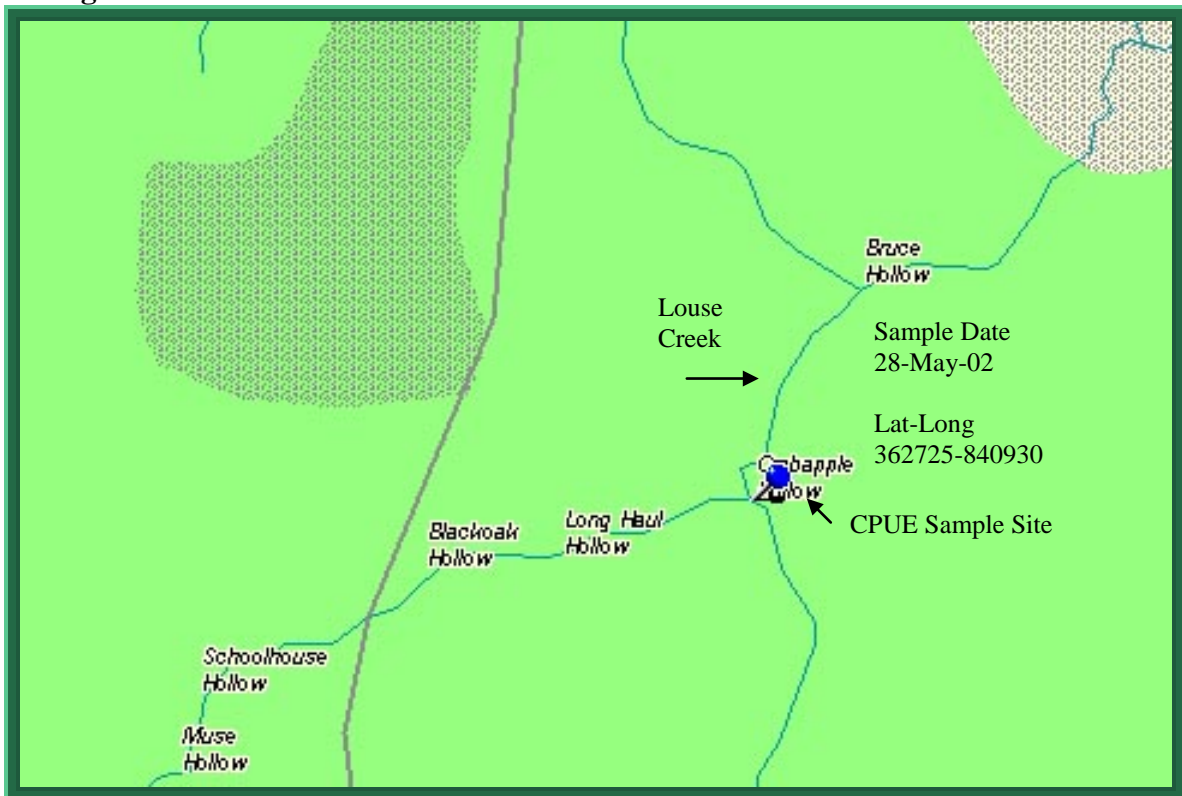 Bruce
Hollow
Louse
Creek
Sample Date
28-May-02
Lat-Long
362725-840930
CPUE Sample Site
Long Haul
Hollow
Blackoak
Hollow
Schoolhouse
Hollow
Muse
Hollow